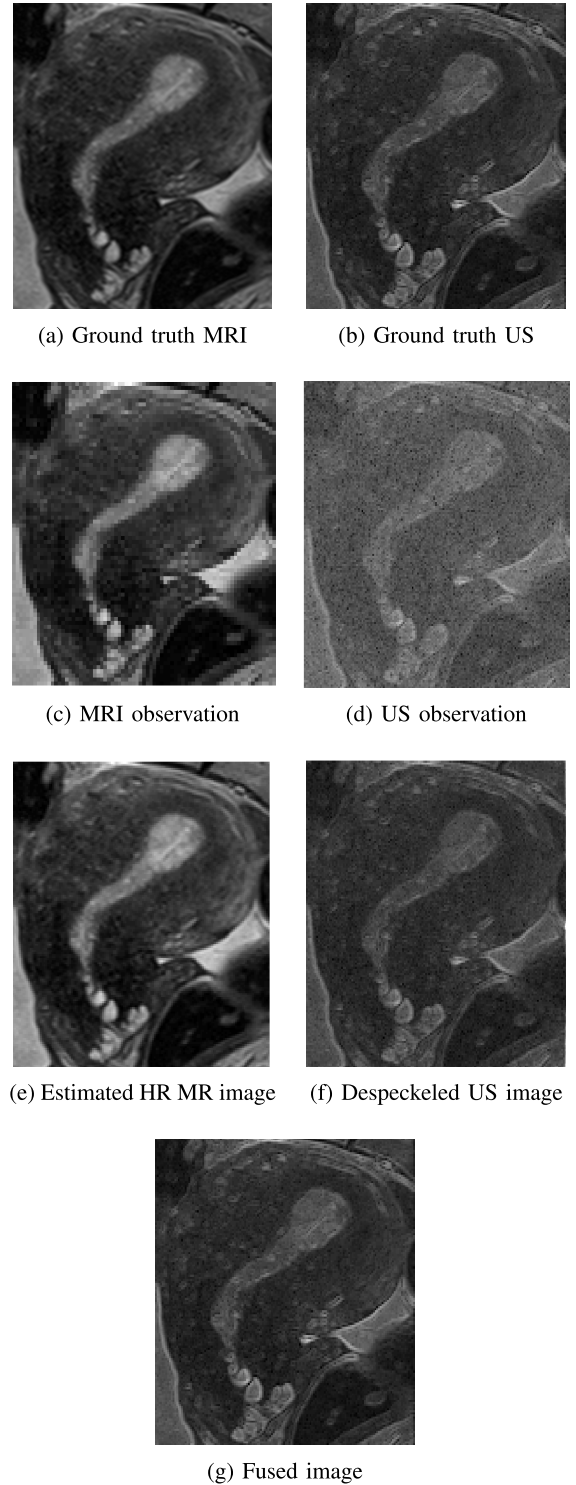 (a) Ground truth MRI
(b) Ground truth US
(c) MRI observation
(d) US observation
(e) Estimated HR MR image
(f) Despeckeled US image
(g) Fused image